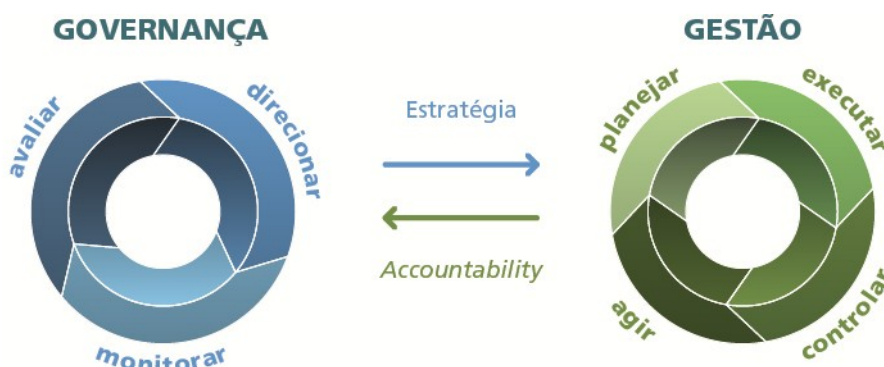 GOVERNANÇA
GESTÃO
avaliar
direcionar
monitorar
Estratégia
Accountability
planejar
executar
agir
controlar